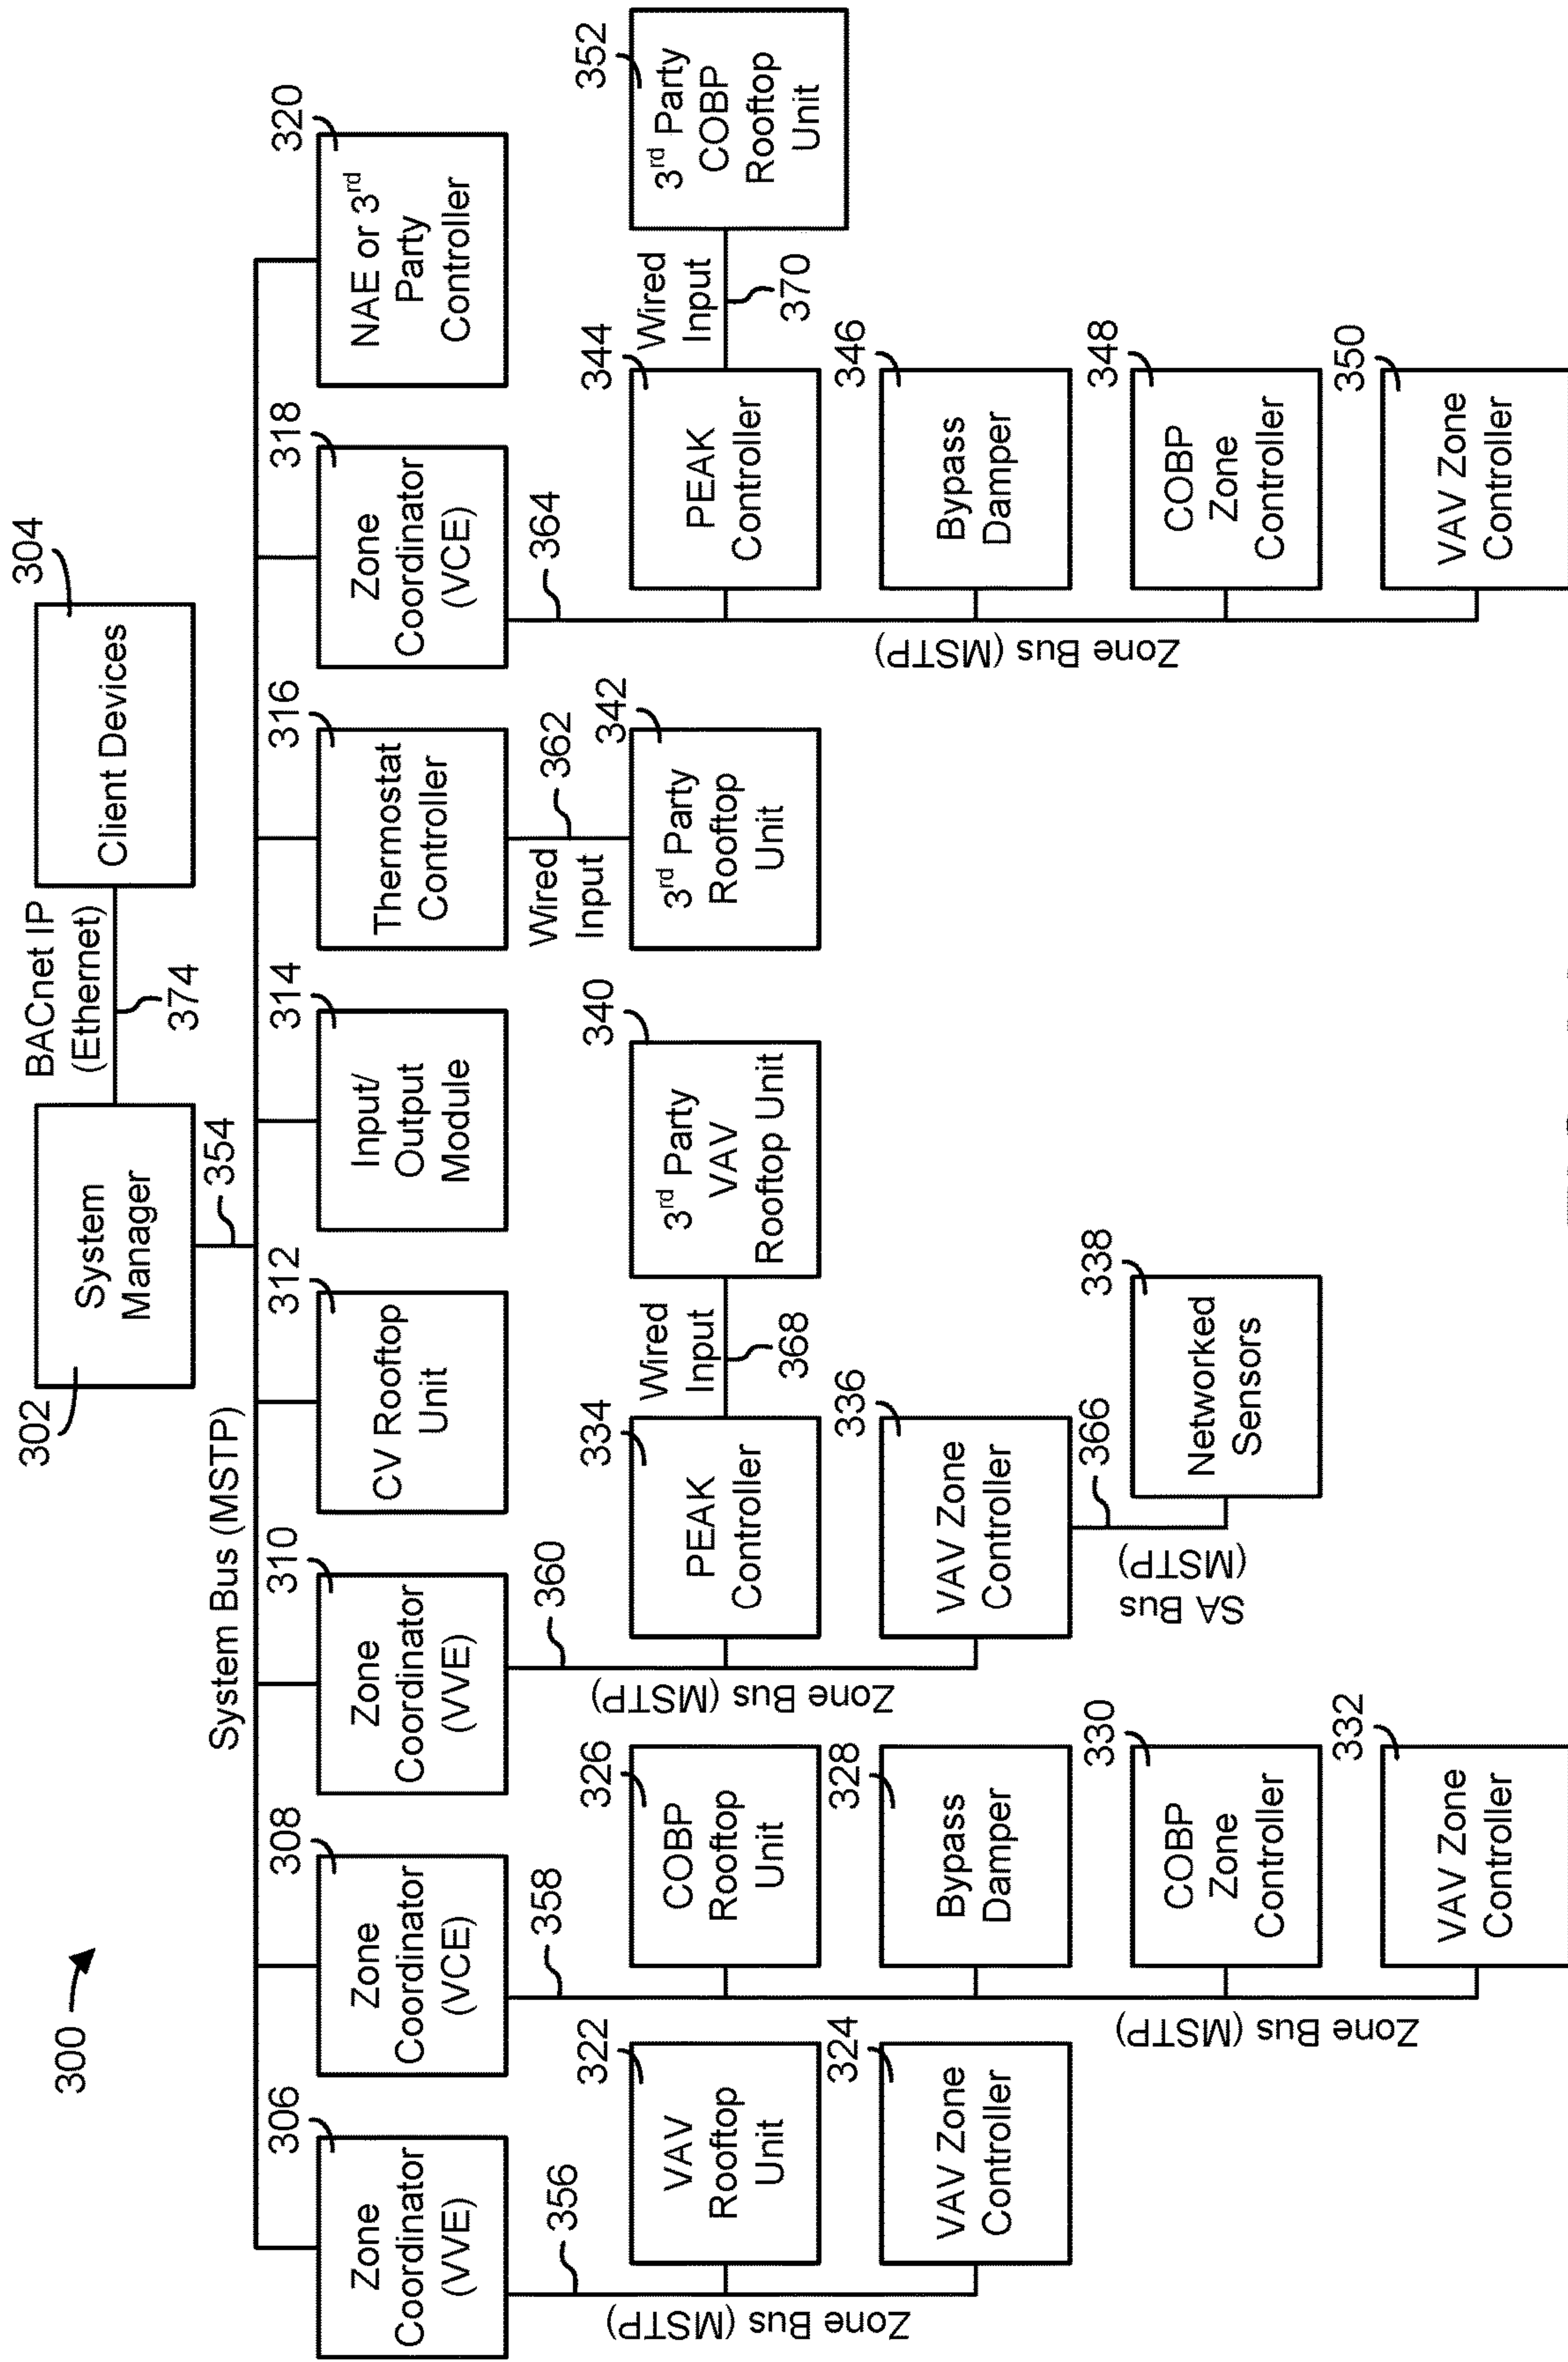 300
BACnet IP
(Ethernet)
374
302
System
Manager
304
Client Devices
354
System Bus (MSTP)
306
Zone
Coordinator
(VVE)
308
Zone
Coordinator
(VCE)
310
Zone
Coordinator
(VVE)
312
CV Rooftop
Unit
314
Input/
Output
Module
316
Thermostat
Controller
318
Zone
Coordinator
(VCE)
320
NAE or 3rd
Party
Controller
356
Zone Bus (MSTP)
322
VAV
Rooftop
Unit
324
VAV Zone
Controller
358
Zone Bus (MSTP)
326
COBP
Rooftop
Unit
328
Bypass
Damper
330
COBP
Zone
Controller
332
VAV Zone
Controller
360
Zone Bus (MSTP)
334
PEAK
Controller
Wired
Input
368
340
3rd Party
VAV
Rooftop Unit
336
VAV Zone
Controller
366
SA Bus
(MSTP)
338
Networked
Sensors
362
Wired
Input
342
3rd Party
Rooftop
Unit
364
Zone Bus (MSTP)
344
PEAK
Controller
Wired
Input
370
352
3rd Party
COBP
Rooftop
Unit
346
Bypass
Damper
348
COBP
Zone
Controller
350
VAV Zone
Controller